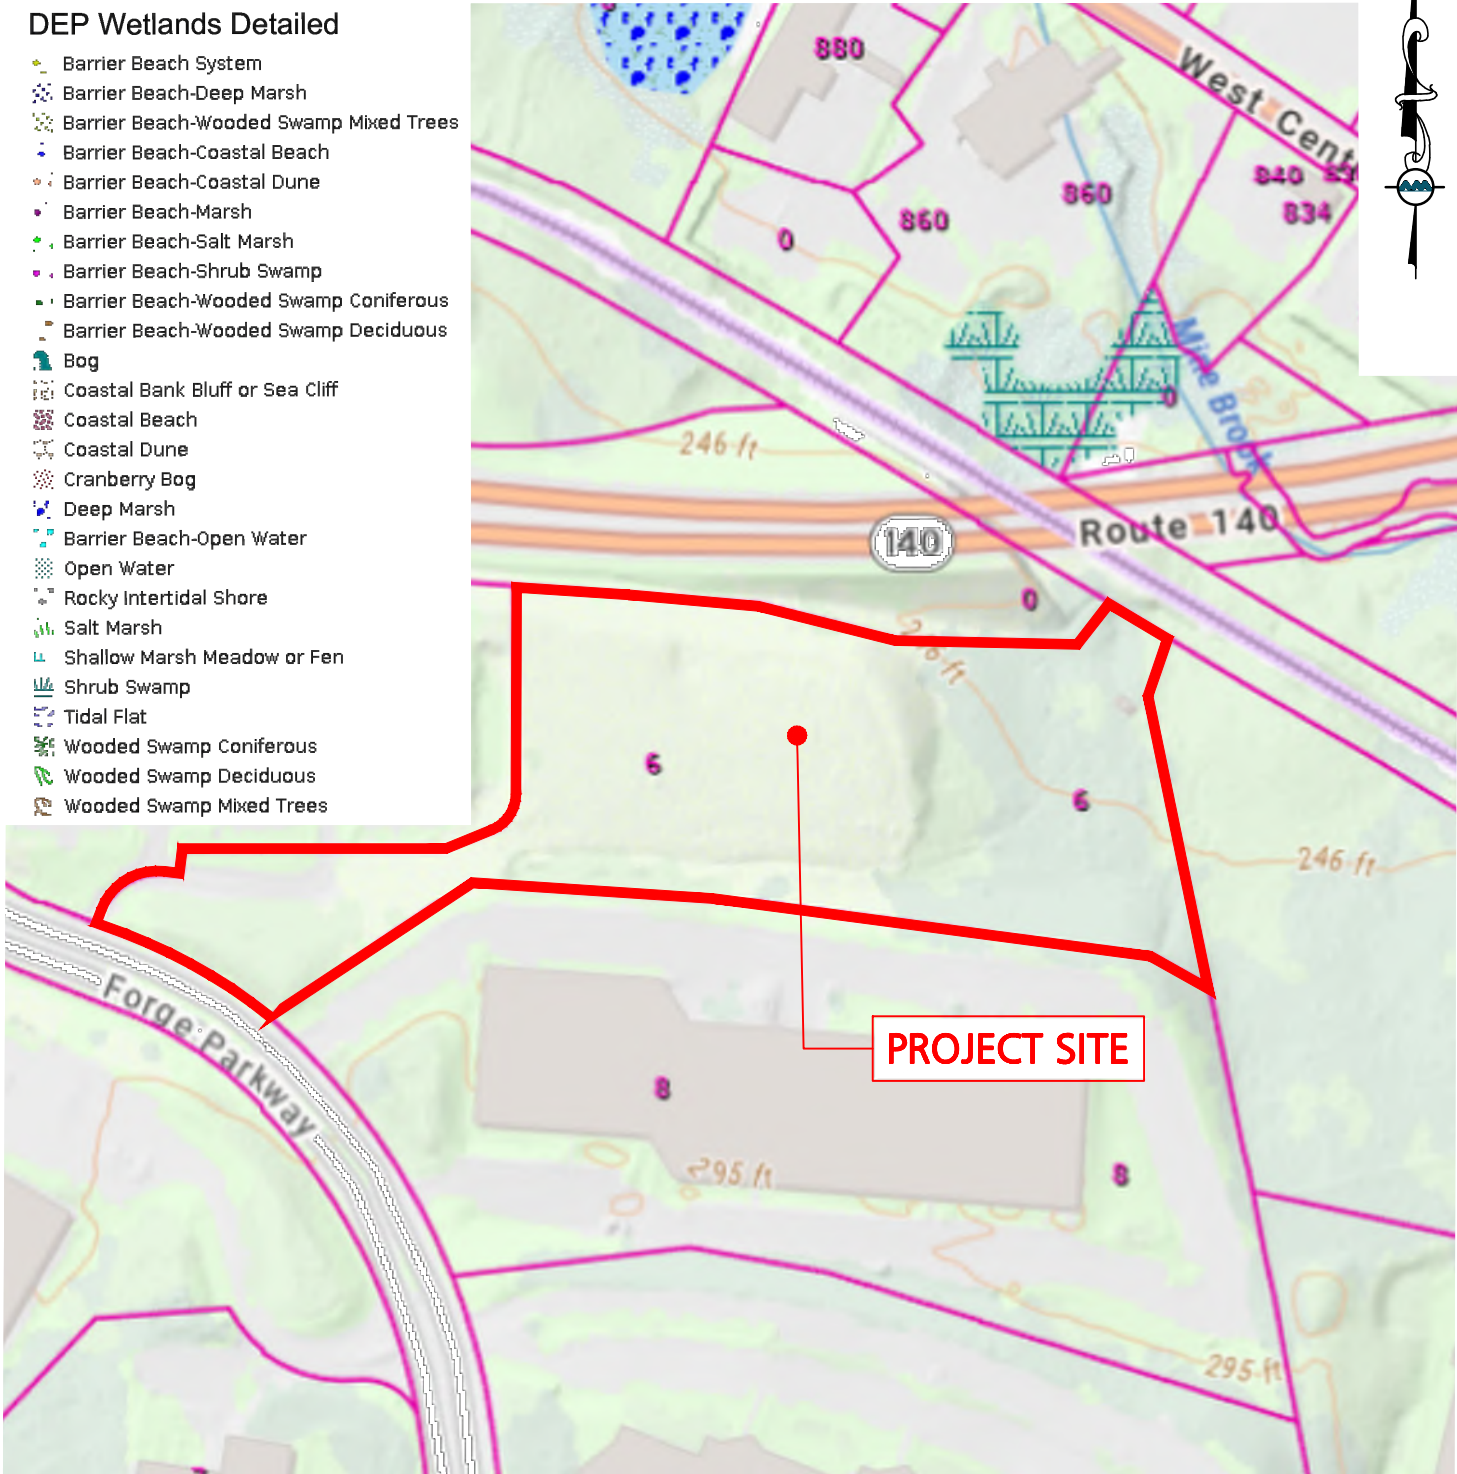 DEP Wetlands Detailed
Barrier Beach System
Barrier Beach-Deep Marsh
Barrier Beach-Wooded Swamp Mixed Trees
Barrier Beach-Coastal Beach
Barrier Beach-Coastal Dune
Barrier Beach-Marsh
Barrier Beach-Salt Marsh
Barrier Beach-Shrub Swamp
Barrier Beach-Wooded Swamp Coniferous
Barrier Beach-Wooded Swamp Deciduous
Bog
Coastal Bank Bluff or Sea Cliff
Coastal Beach
Coastal Dune
Cranberry Bog
Deep Marsh
Barrier Beach-Open Water
Open Water
Rocky Intertidal Shore
Salt Marsh
Shallow Marsh Meadow or Fen
Shrub Swamp
Tidal Flat
Wooded Swamp Coniferous
Wooded Swamp Deciduous
Wooded Swamp Mixed Trees
880
West Cent
840
834
860
860
0
Mine Brook
0
246 ft
140
Route 140
0
6
6
246 ft
Forge Parkway
PROJECT SITE
8
295 ft
8
295 ft